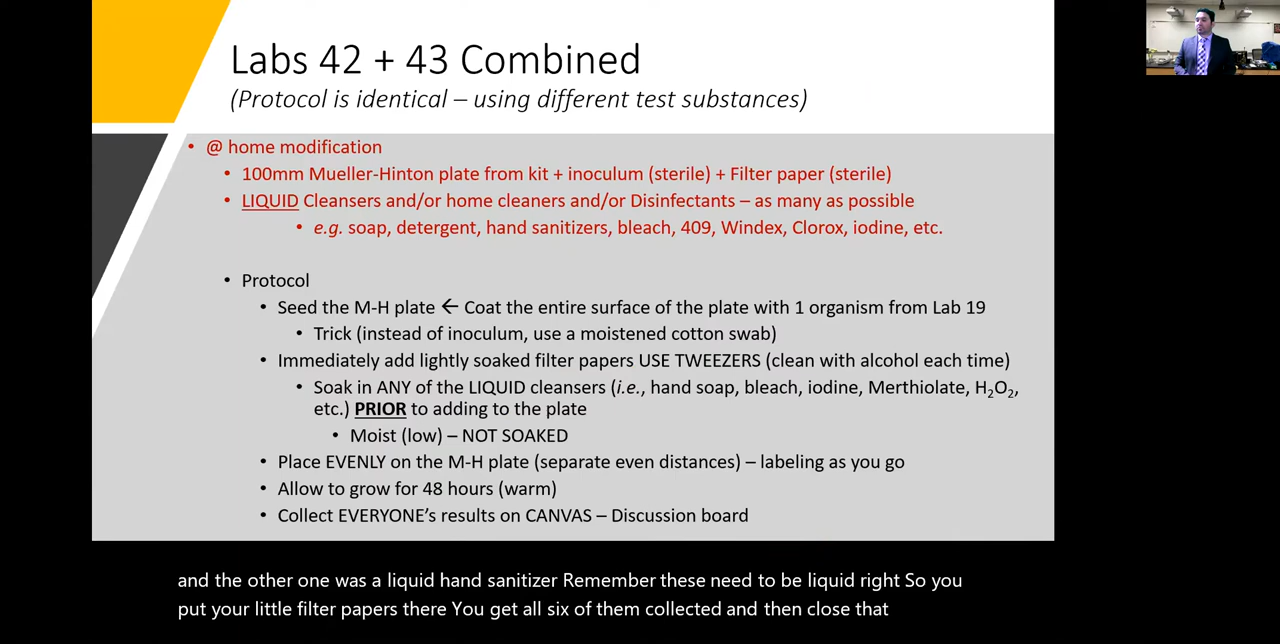 Labs 42 + 43 Combined
(Protocol is identical – using different test substances)
• @ home modification
• 100mm Mueller-Hinton plate from kit + inoculum (sterile) + Filter paper (sterile)
• LIQUID Cleansers and/or home cleaners and/or Disinfectants – as many as possible
• e.g. soap, detergent, hand sanitizers, bleach, 409, Windex, Clorox, iodine, etc.
• Protocol
• Seed the M-H plate ← Coat the entire surface of the plate with 1 organism from Lab 19
• Trick (instead of inoculum, use a moistened cotton swab)
• Immediately add lightly soaked filter papers USE TWEEZERS (clean with alcohol each time)
• Soak in ANY of the LIQUID cleansers (i.e., hand soap, bleach, iodine, Merthiolate, H₂O₂,
etc.) PRIOR to adding to the plate
• Moist (low) – NOT SOAKED
• Place EVENLY on the M-H plate (separate even distances) – labeling as you go
• Allow to grow for 48 hours (warm)
• Collect EVERYONE's results on CANVAS – Discussion board
and the other one was a liquid hand sanitizer Remember these need to be liquid right So you
put your little filter papers there You get all six of them collected and then close that